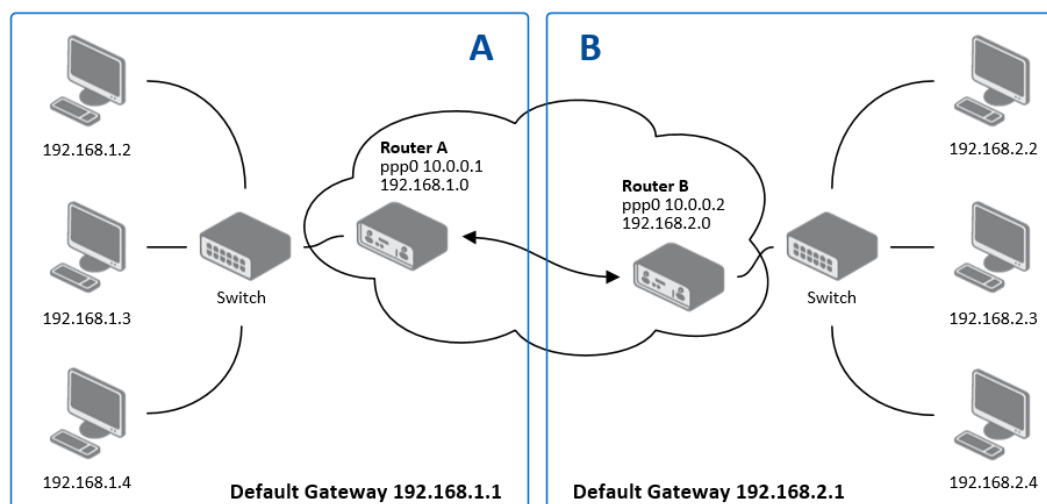 A
B
192.168.1.2
Router A
ppp0 10.0.0.1
192.168.1.0
192.168.2.2
Router B
ppp0 10.0.0.2
192.168.2.0
Switch
Switch
192.168.1.3
192.168.2.3
192.168.1.4
Default Gateway 192.168.1.1
Default Gateway 192.168.2.1
192.168.2.4